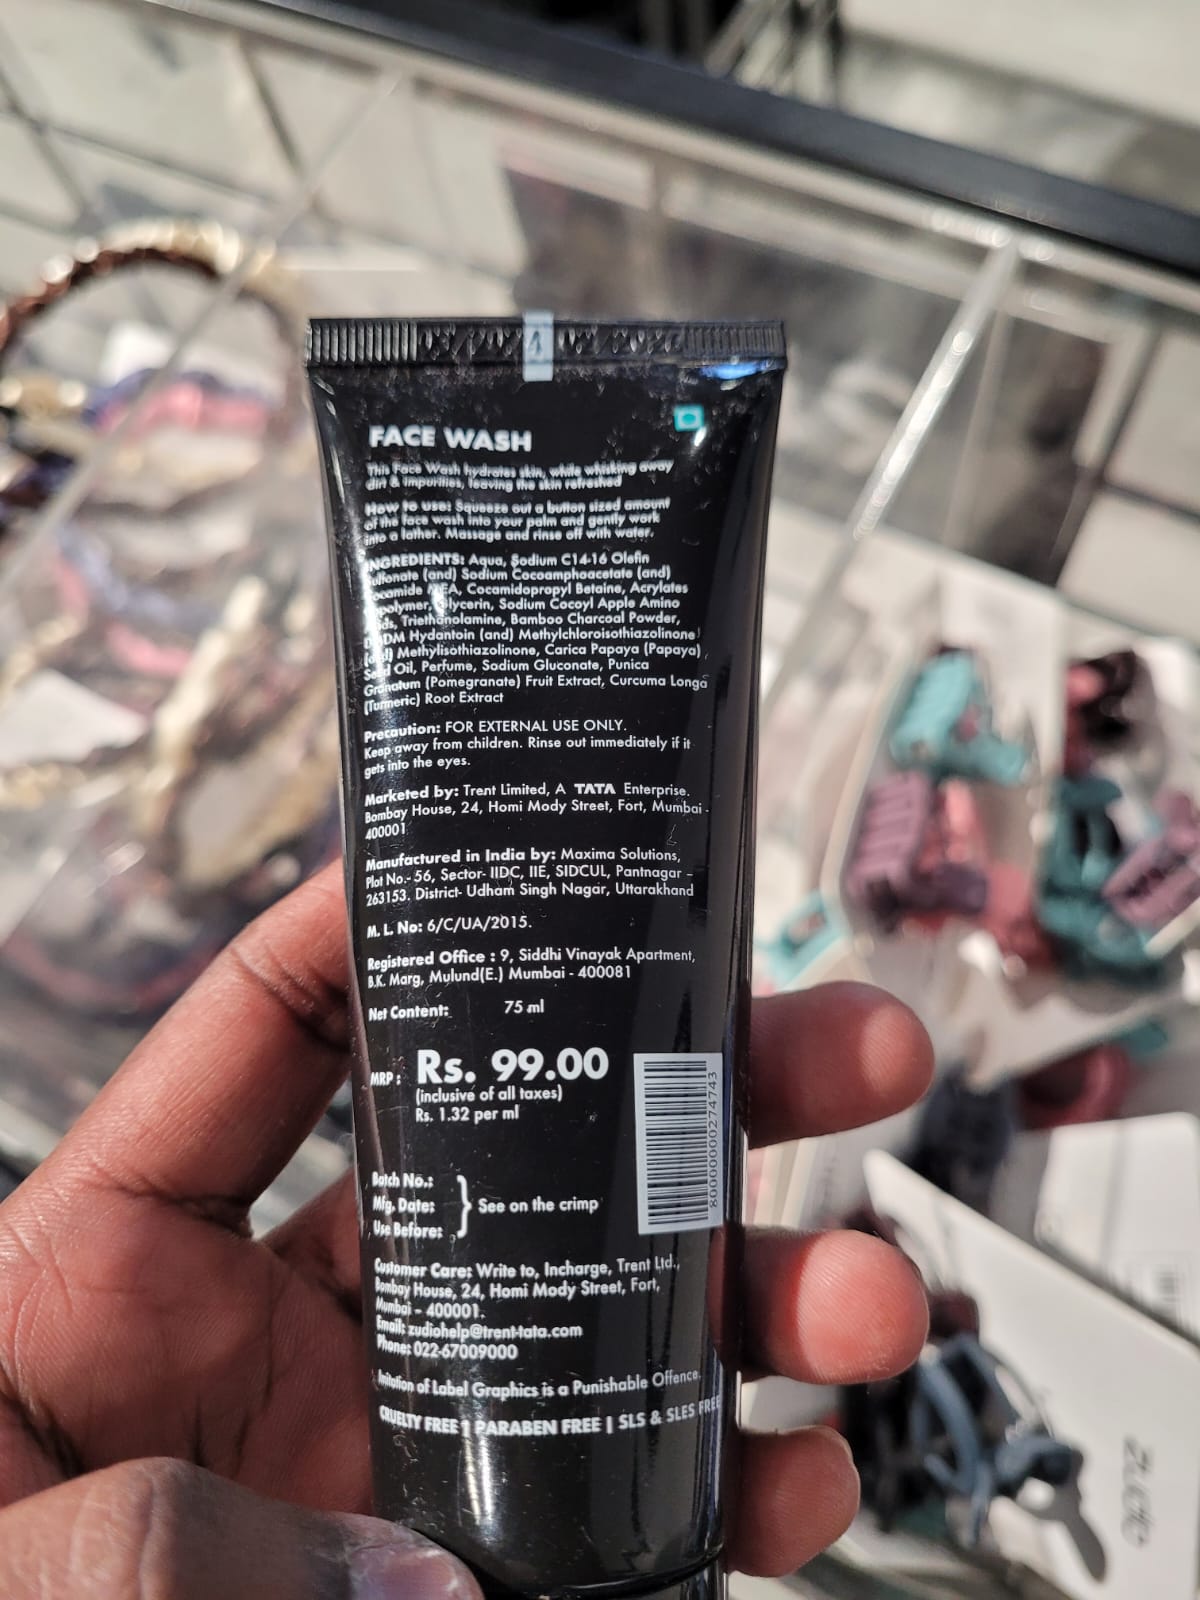 FACE WASH
This Face Wash hydrates skin, while whisking away
dirt & impurities, leaving the skin refreshed
How to use: Squeeze out a button sized amount
of the face wash into your palm and gently work
into a lather. Massage and rinse off with water.
INGREDIENTS: Aqua, Sodium C14-16 Olefin
Sulfonate (and) Sodium Cocoamphoacetate (and)
Cocamide MEA, Cocamidopropyl Betaine, Acrylates
Copolymer, Glycerin, Sodium Cocoyl Apple Amino
Acids, Triethanolamine, Bamboo Charcoal Powder,
DMDM Hydantoin (and) Methylchloroisothiazolinone
(and) Methylisothiazolinone, Carica Papaya (Papaya)
Seed Oil, Perfume, Sodium Gluconate, Punica
Granatum (Pomegranate) Fruit Extract, Curcuma Longa
(Turmeric) Root Extract
Precaution: FOR EXTERNAL USE ONLY.
Keep away from children. Rinse out immediately if it
gets into the eyes.
Marketed by: Trent Limited, A TATA Enterprise.
Bombay House, 24, Homi Mody Street, Fort, Mumbai -
400001
Manufactured in India by: Maxima Solutions,
Plot No.- 56, Sector- IIDC, IIE, SIDCUL, Pantnagar -
263153. District- Udham Singh Nagar, Uttarakhand
M. L. No: 6/C/UA/2015.
Registered Office : 9, Siddhi Vinayak Apartment,
B.K. Marg, Mulund(E.) Mumbai - 400081
Net Content: 75 ml
MRP : Rs. 99.00
(inclusive of all taxes)
Rs. 1.32 per ml
8000000274743
Batch No.:
Mfg. Date: See on the crimp
Use Before:
Customer Care: Write to, Incharge, Trent Ltd.,
Bombay House, 24, Homi Mody Street, Fort,
Mumbai - 400001.
Email: zudiohelp@trent-tata.com
Phone: 022-67009000
Imitation of Label Graphics is a Punishable Offence.
CRUELTY FREE | PARABEN FREE | SLS & SLES FREE
zudio